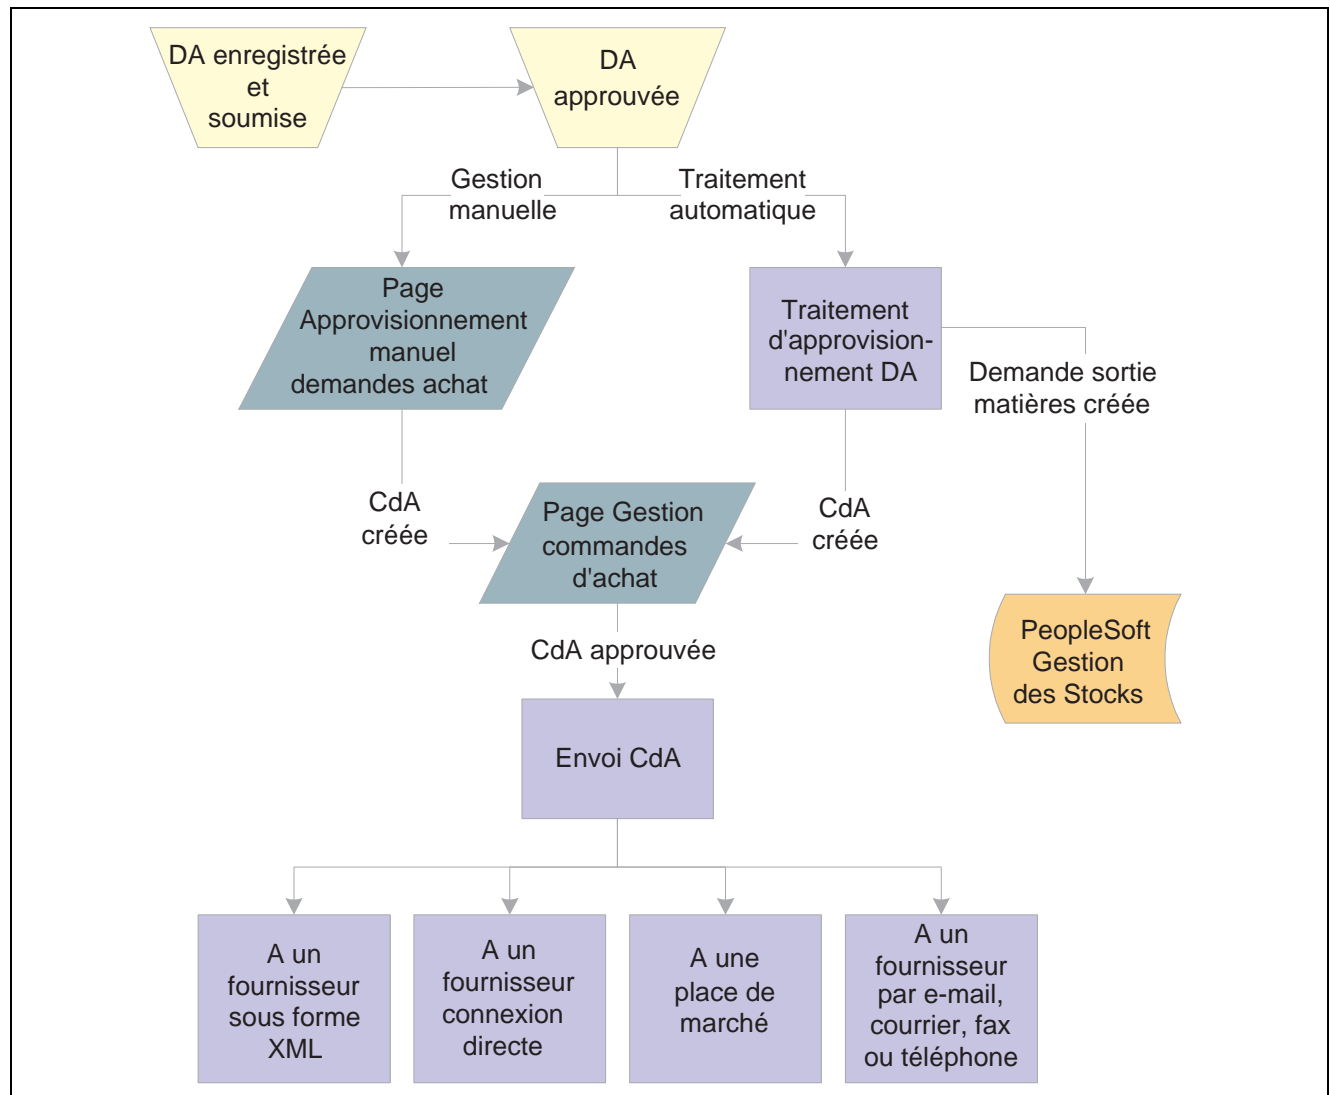 DA enregistrée
et
soumise
DA
approuvée
Gestion
manuelle
Traitement
automatique
Page
Approvisionnement
manuel
demandes achat
Traitement
d'approvision-
nement DA
Demande sortie
matières créée
CdA
créée
Page Gestion
commandes
d'achat
CdA
créée
PeopleSoft
Gestion
des Stocks
CdA approuvée
Envoi CdA
A un
fournisseur
sous forme
XML
A un
fournisseur
connexion
directe
A une
place de
marché
A un
fournisseur
par e-mail,
courrier, fax
ou téléphone